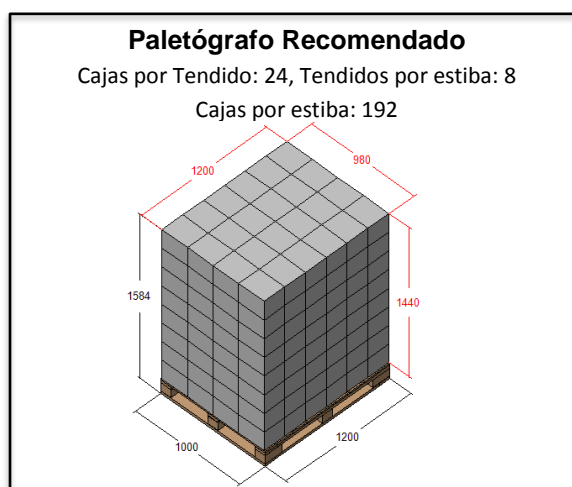 Paletógrafo Recomendado
Cajas por Tendido: 24, Tendidos por estiba: 8
Cajas por estiba: 192
1200
980
1584
1440
1000
1200